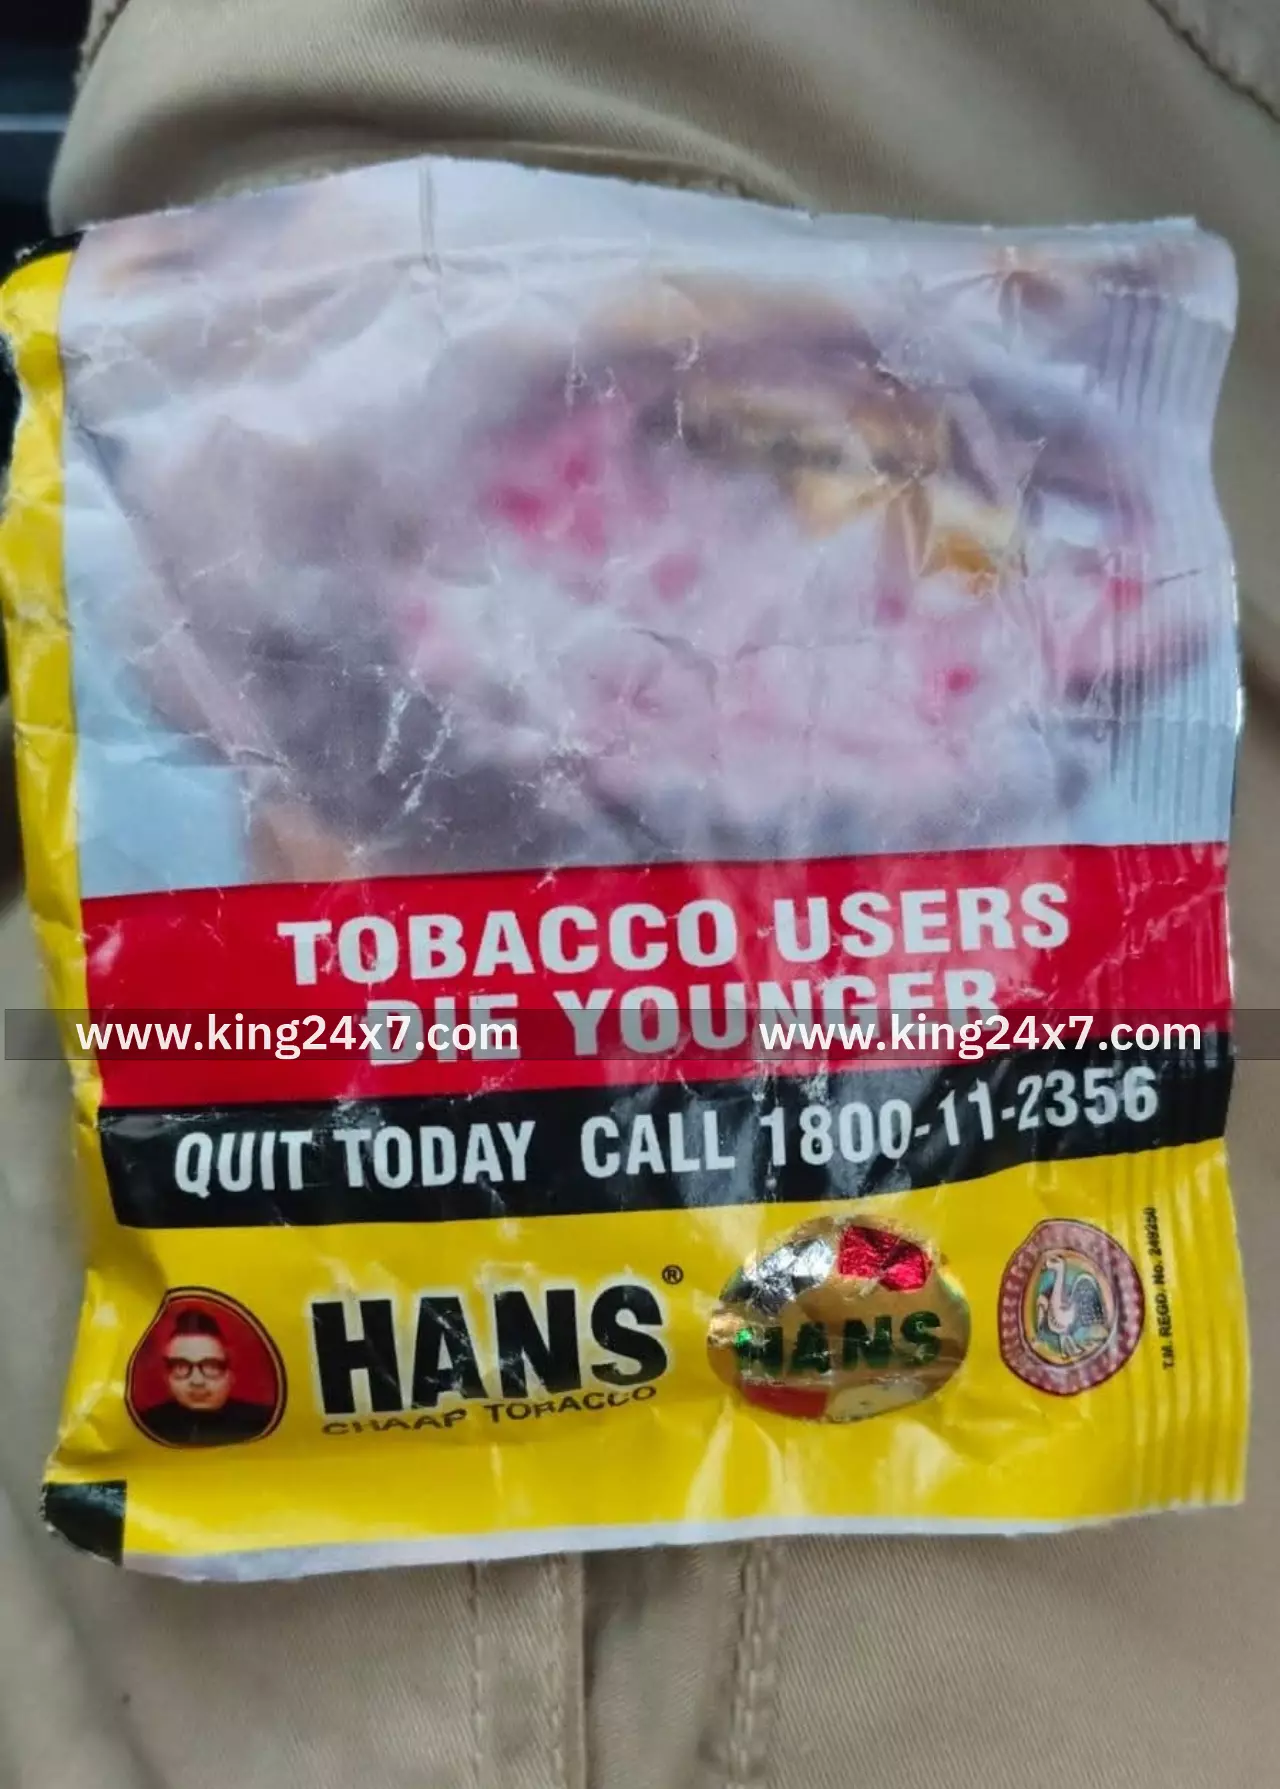 TOBACCO USERS
DIE YOUNGER
www.king24x7.com www.king24x7.com
QUIT TODAY CALL 1800-11-2356
HANS®
CHAAP TOBACCO
HANS
T.M. REGD. No. 249250